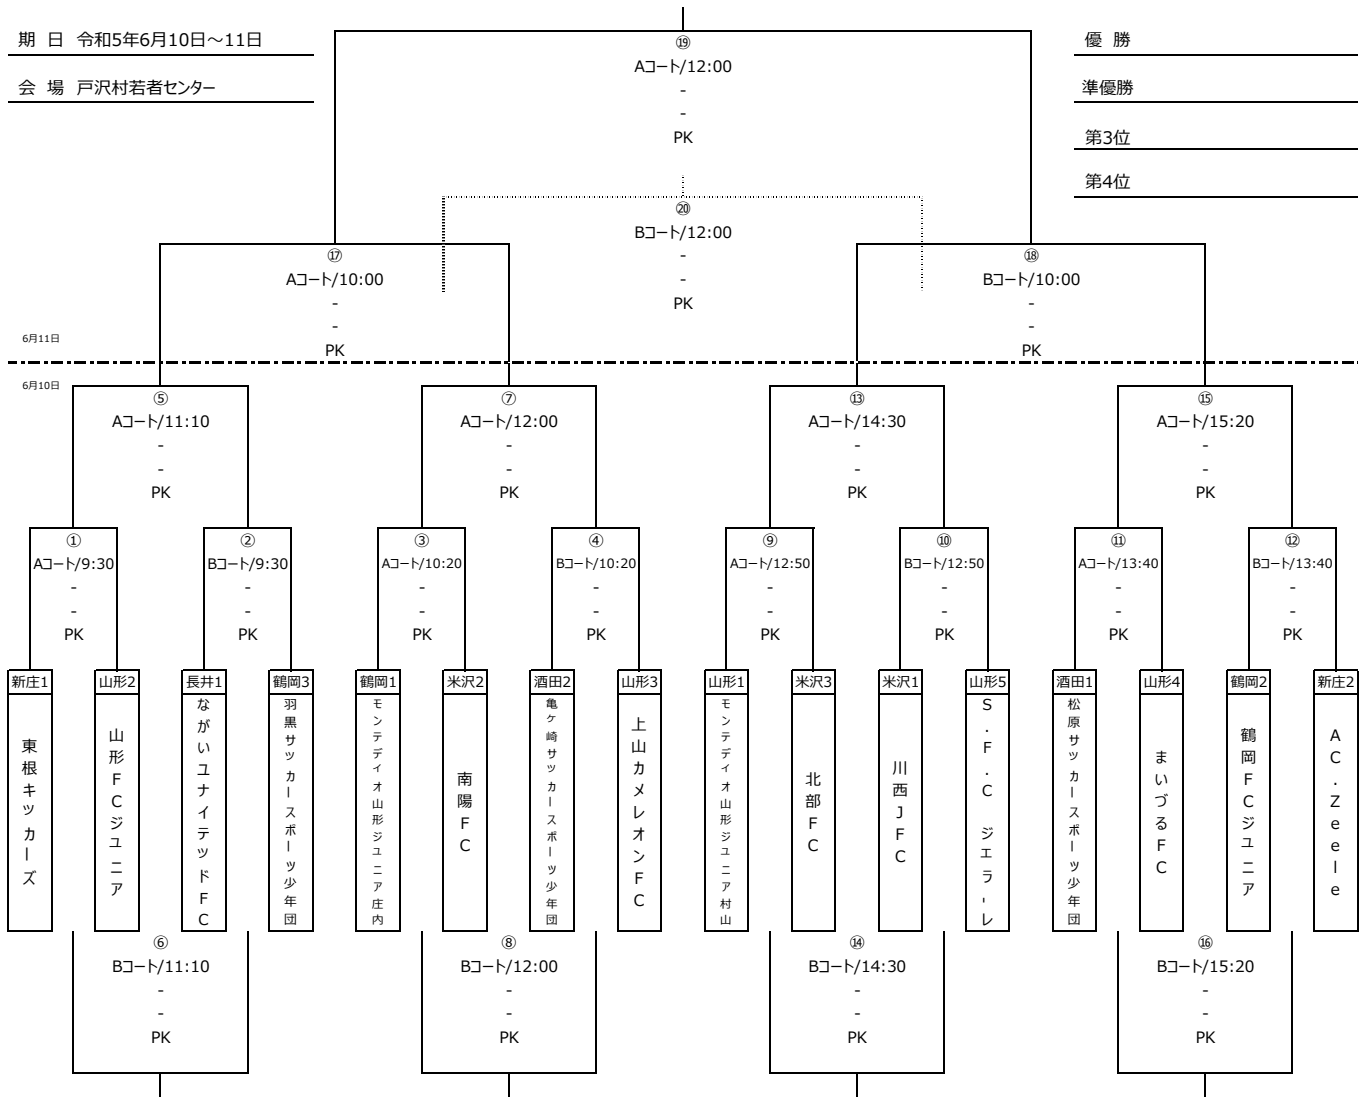 期 日 令和5年6月10日～11日
会 場 戸沢村若者センター
優 勝
準優勝
第3位
第4位
⑲
Aコート/12:00
-
-
PK
⑳
Bコート/12:00
-
-
PK
⑰
Aコート/10:00
-
-
PK
⑱
Bコート/10:00
-
-
PK
6月11日
6月10日
⑤
Aコート/11:10
-
-
PK
⑦
Aコート/12:00
-
-
PK
⑬
Aコート/14:30
-
-
PK
⑮
Aコート/15:20
-
-
PK
①
Aコート/9:30
-
-
PK
②
Bコート/9:30
-
-
PK
③
Aコート/10:20
-
-
PK
④
Bコート/10:20
-
-
PK
⑨
Aコート/12:50
-
-
PK
⑩
Bコート/12:50
-
-
PK
⑪
Aコート/13:40
-
-
PK
⑫
Bコート/13:40
-
-
PK
新庄1
東根キッカーズ
山形2
山形FCジュニア
長井1
ながいユナイテッドFC
鶴岡3
羽黒サッカースポーツ少年団
鶴岡1
モンテディオ山形ジュニア庄内
米沢2
南陽FC
酒田2
亀ケ崎サッカースポーツ少年団
山形3
上山カメレオンFC
山形1
モンテディオ山形ジュニア村山
米沢3
北部FC
米沢1
川西JFC
山形5
S.F.C ジェラーレ
酒田1
松原サッカースポーツ少年団
山形4
まいづるFC
鶴岡2
鶴岡FCジュニア
新庄2
AC.Zeele
⑥
Bコート/11:10
-
-
PK
⑧
Bコート/12:00
-
-
PK
⑭
Bコート/14:30
-
-
PK
⑯
Bコート/15:20
-
-
PK